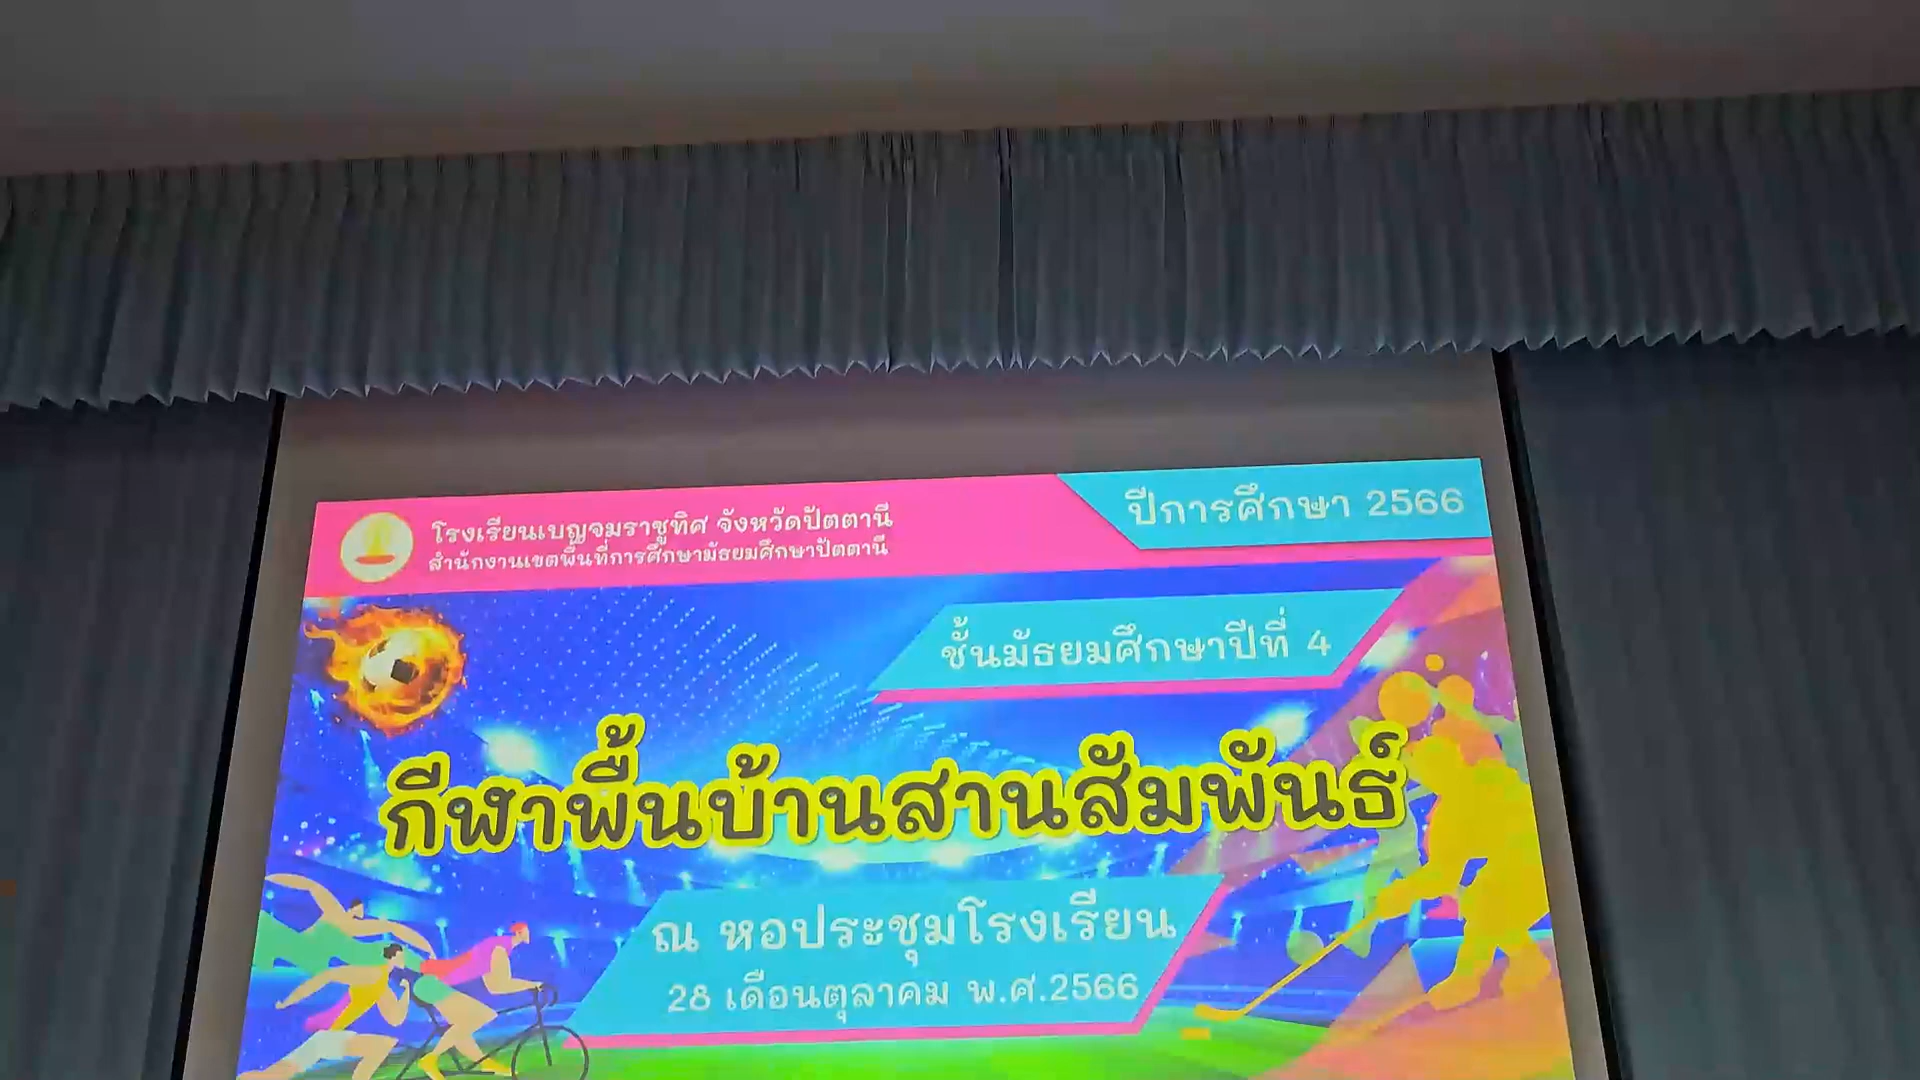 โรงเรียนเบญจมราชูทิศ จังหวัดปัตตานี
สำนักงานเขตพื้นที่การศึกษามัธยมศึกษาปัตตานี
ปีการศึกษา 2566
ชั้นมัธยมศึกษาปีที่ 4
กีฬาพื้นบ้านสานสัมพันธ์
ณ หอประชุมโรงเรียน
28 เดือนตุลาคม พ.ศ.2566